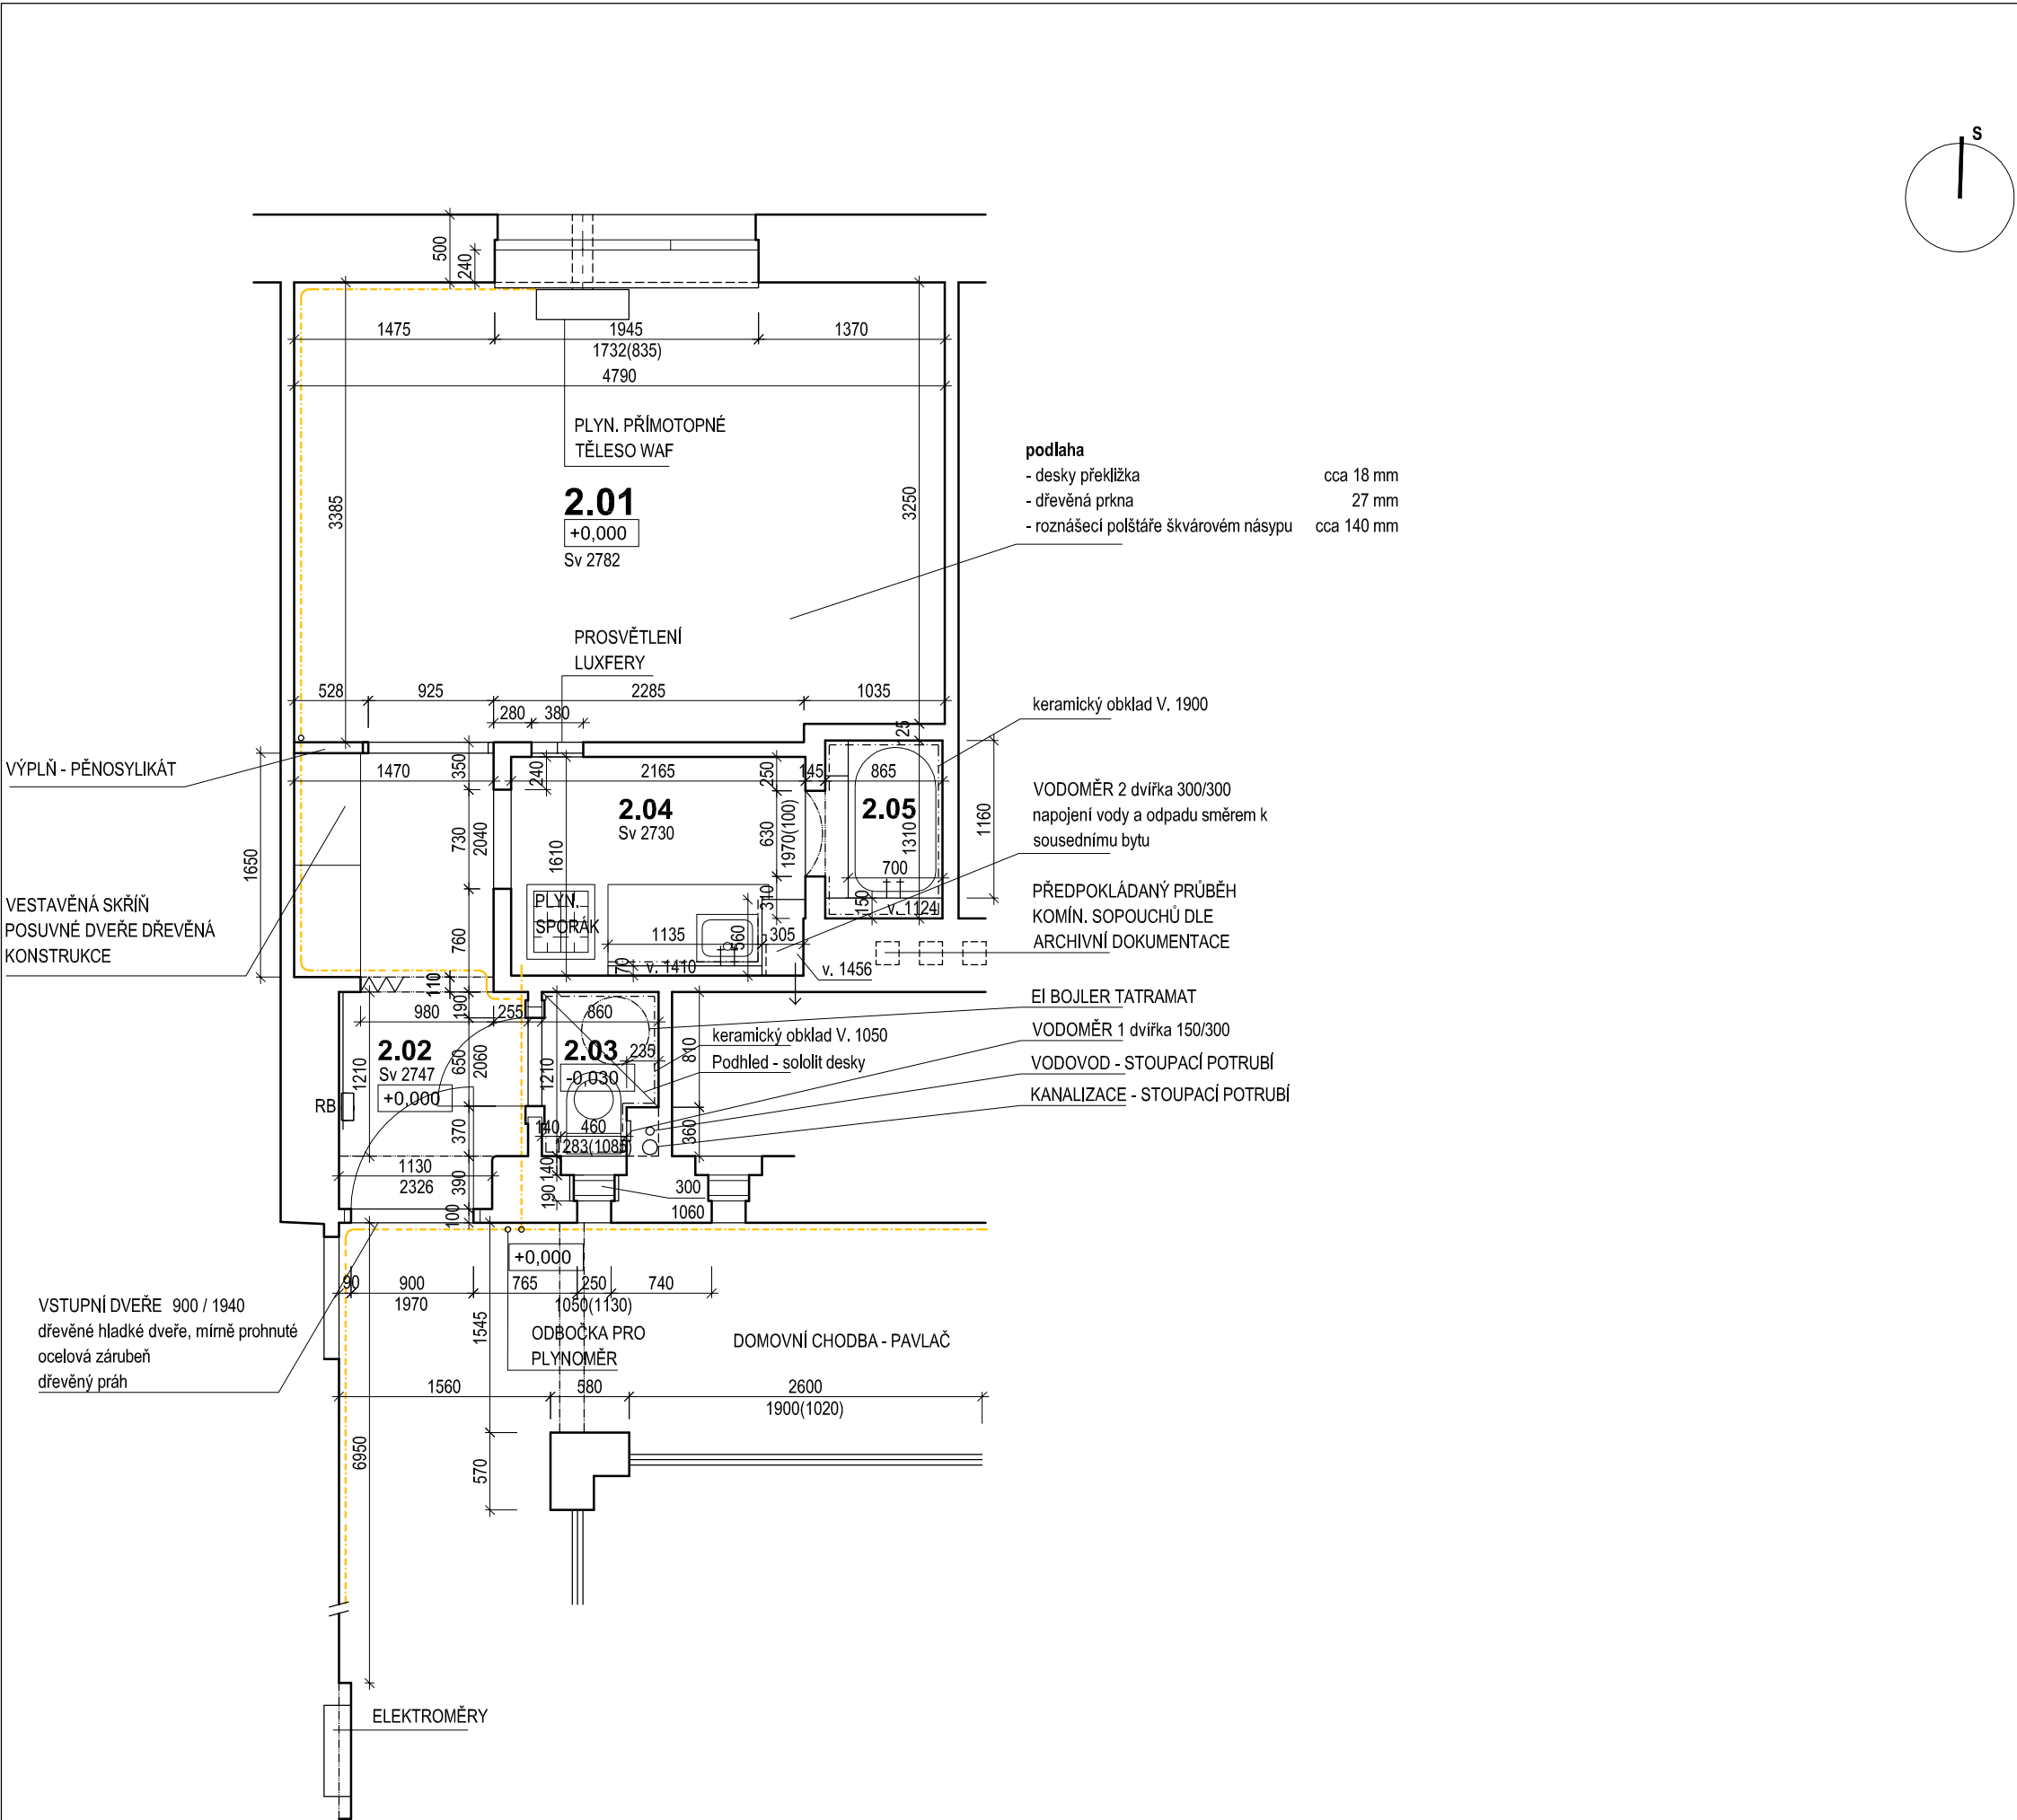 S
500
240
1475
1945
1370
1732(835)
4790
PLYN. PŘÍMOTOPNÉ
TĚLESO WAF
podlaha
- desky překližka cca 18 mm
- dřevěná prkna 27 mm
- roznášecí polštáře škvárovém násypu cca 140 mm
2.01
+0,000
Sv 2782
3385
3250
PROSVĚTLENÍ
LUXFERY
528
925
2285
1035
280
380
25
keramický obklad V. 1900
VÝPLŇ - PĚNOSYLIKÁT
1470
350
240
2165
250
145
865
2.04
Sv 2730
2.05
VODOMĚR 2 dvířka 300/300
napojení vody a odpadu směrem k
sousednímu bytu
1650
730
2040
1610
630
1970(100)
1310
1160
700
VESTAVĚNÁ SKŘÍŇ
POSUVNÉ DVEŘE DŘEVĚNÁ
KONSTRUKCE
PLYN.
SPORÁK
310
150
v. 1124
PŘEDPOKLÁDANÝ PRŮBĚH
KOMÍN. SOPOUCHŮ DLE
ARCHIVNÍ DOKUMENTACE
760
1135
560
305
70
v. 1410
v. 1456
110
190
980
255
860
El BOJLER TATRAMAT
2.02
Sv 2747
+0,000
2.03
-0,030
235
keramický obklad V. 1050
Podhled - sololit desky
VODOMĚR 1 dvířka 150/300
VODOVOD - STOUPACÍ POTRUBÍ
KANALIZACE - STOUPACÍ POTRUBÍ
1210
650
2060
1210
810
RB
370
140
460
1283(1085)
360
1130
2326
390
140
190
300
100
1060
+0,000
90
900
765
250
740
1970
1050(1130)
VSTUPNÍ DVEŘE 900 / 1940
dřevěné hladké dveře, mírně prohnuté
ocelová zárubeň
dřevěný práh
1545
ODBOČKA PRO
PLYNOMĚR
DOMOVNÍ CHODBA - PAVLAČ
1560
580
2600
1900(1020)
6950
570
ELEKTROMĚRY